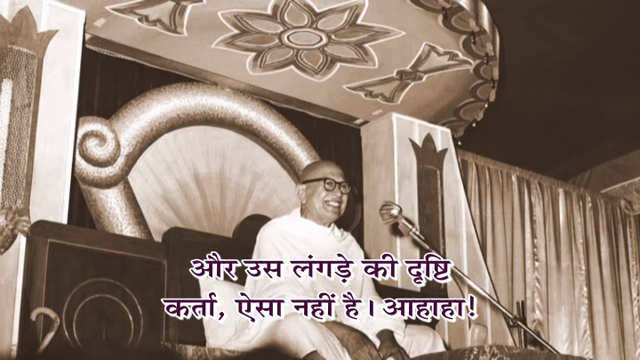 और उस लंगड़े की दृष्टि
कर्ता, ऐसा नहीं है। आहाहा!